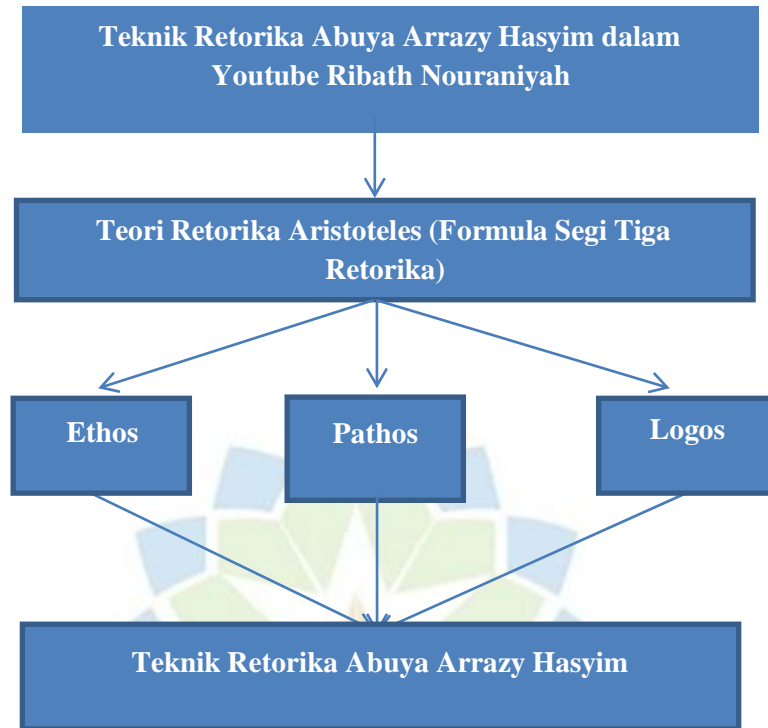 Teknik Retorika Abuya Arrazy Hasyim dalam
Youtube Ribath Nouraniyah
Teori Retorika Aristoteles (Formula Segi Tiga
Retorika)
Ethos
Pathos
Logos
Teknik Retorika Abuya Arrazy Hasyim